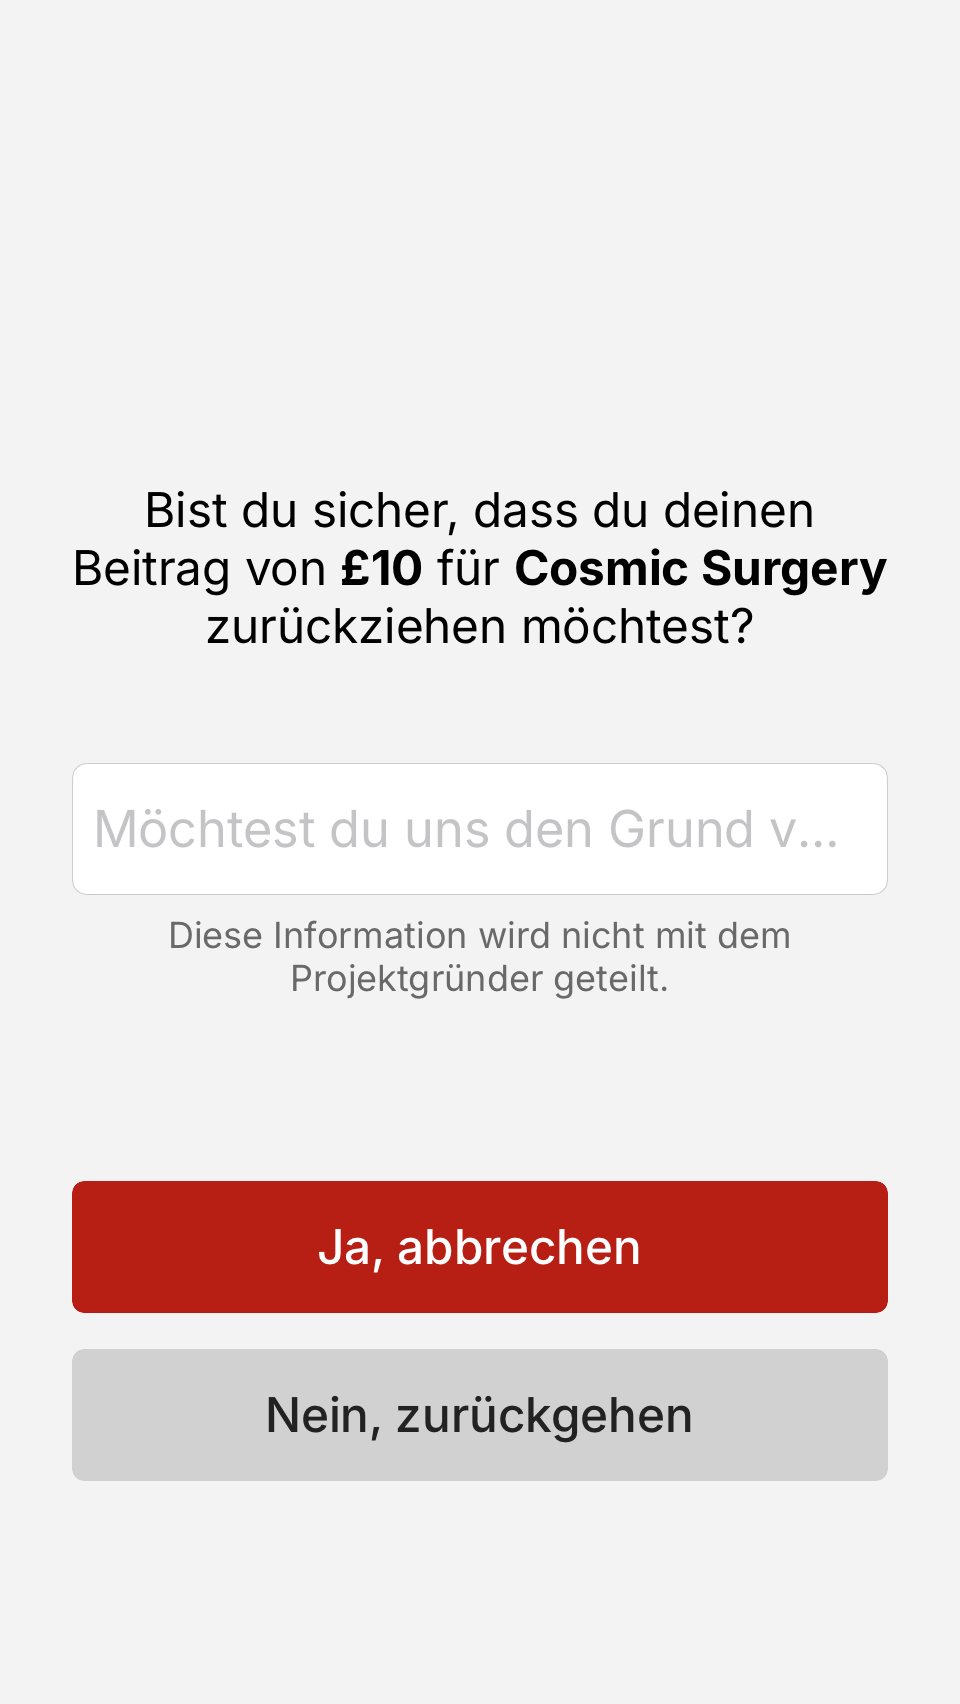 Bist du sicher, dass du deinen
Beitrag von £10 für Cosmic Surgery
zurückziehen möchtest?
Möchtest du uns den Grund v...
Diese Information wird nicht mit dem
Projektgründer geteilt.
Ja, abbrechen
Nein, zurückgehen